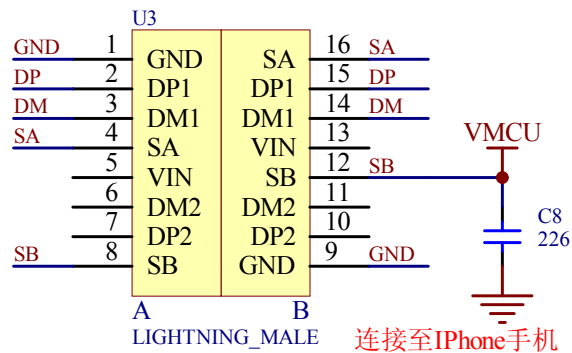 U3
GND 1 GND SA 16 SA
DP 2 DP1 DP1 15 DP
DM 3 DM1 DM1 14 DM
SA 4 SA VIN 13
5 VIN SB 12 SB
6 DM2 DM2 11
7 DP2 DP2 10
SB 8 SB GND 9 GND
A B
LIGHTNING_MALE
VMCU
C8
226
连接至IPhone手机